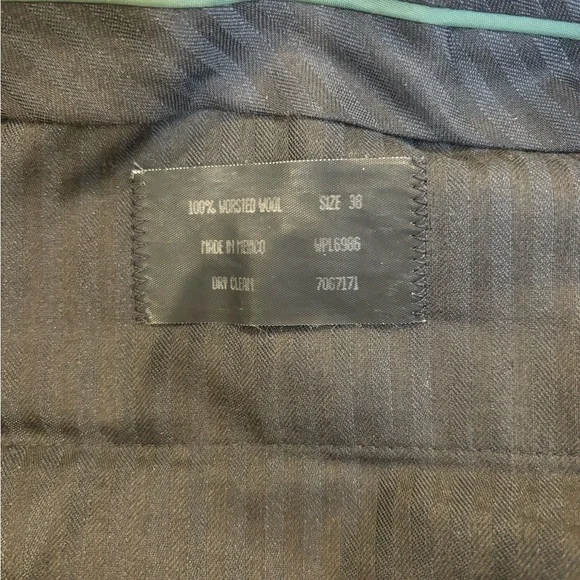 100% WORSTED WOOL SIZE 38
MADE IN MEXICO WPL6986
DRY CLEAN 7067171